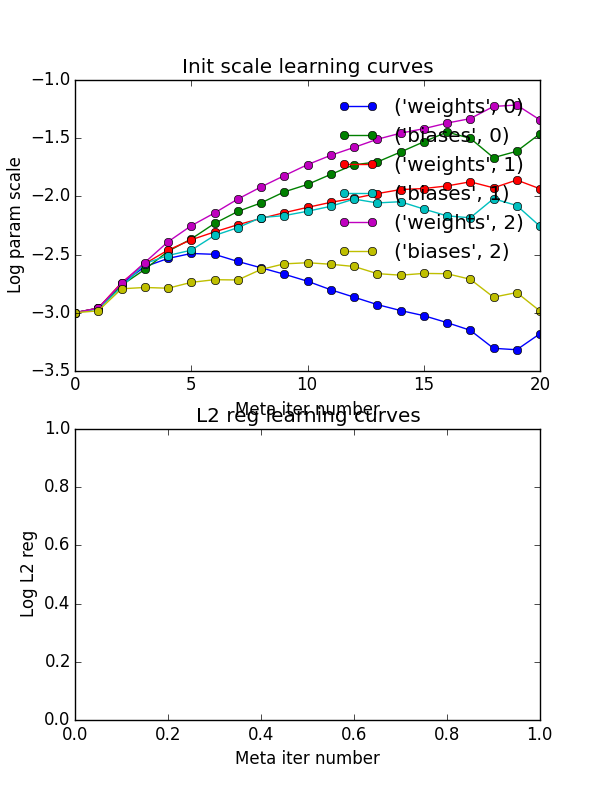 Init scale learning curves
−1.0
−1.5
−2.0
−2.5
−3.0
−3.5
Log param scale
('weights', 0)
('biases', 0)
('weights', 1)
('biases', 1)
('weights', 2)
('biases', 2)
0 5 10 15 20
Meta iter number
L2 reg learning curves
1.0
0.8
0.6
0.4
0.2
0.0
Log L2 reg
0.0 0.2 0.4 0.6 0.8 1.0
Meta iter number